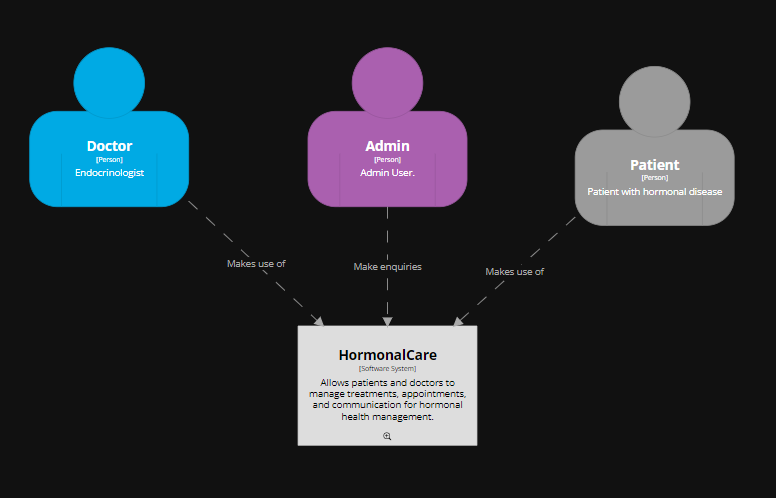 Doctor
[Person]
Endocrinologist
Admin
[Person]
Admin User.
Patient
[Person]
Patient with hormonal disease
Makes use of
Make enquiries
Makes use of
HormonalCare
[Software System]
Allows patients and doctors to
manage treatments, appointments,
and communication for hormonal
health management.